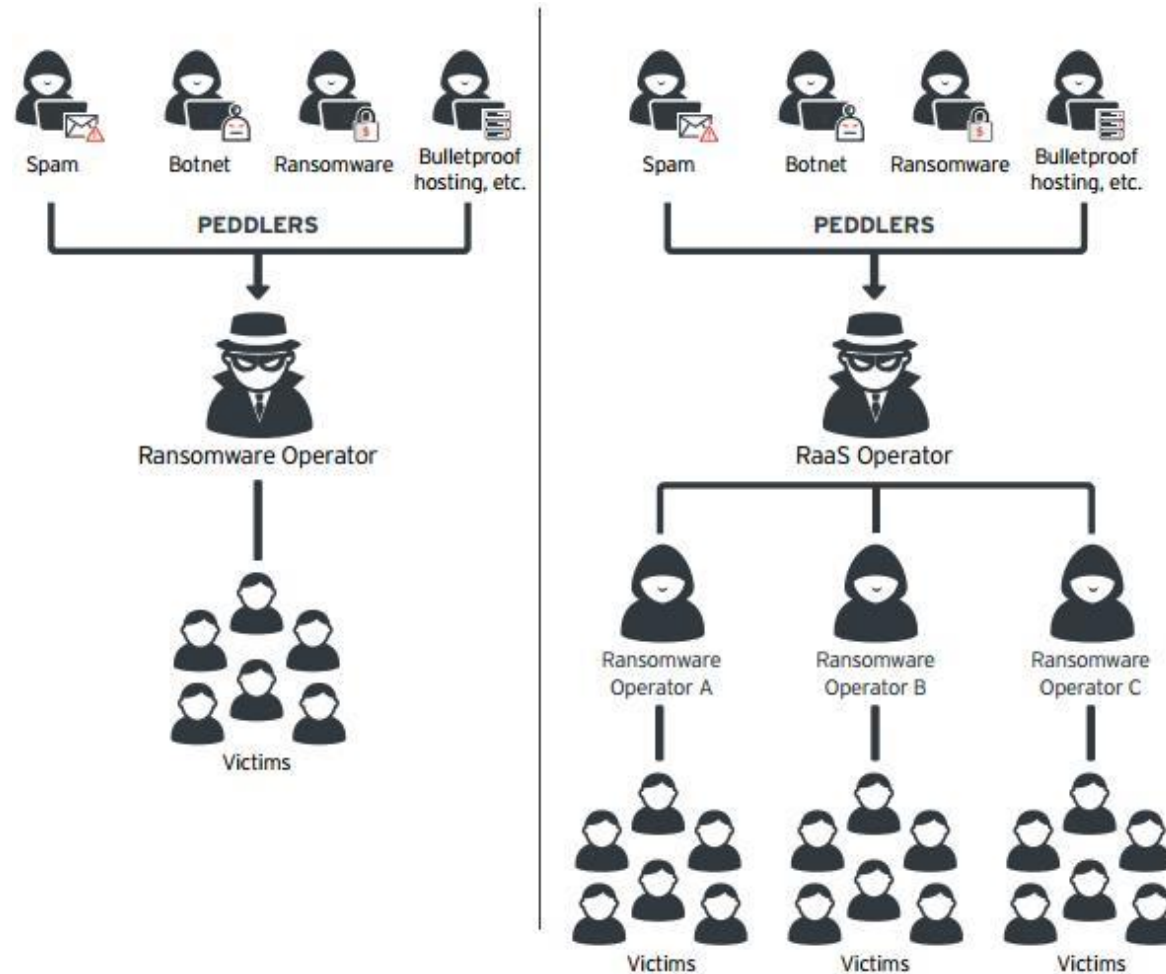 Spam
Botnet
Ransomware
Bulletproof
hosting, etc.
PEDDLERS
Ransomware Operator
Victims
Spam
Botnet
Ransomware
Bulletproof
hosting, etc.
PEDDLERS
RaaS Operator
Ransomware
Operator A
Ransomware
Operator B
Ransomware
Operator C
Victims
Victims
Victims